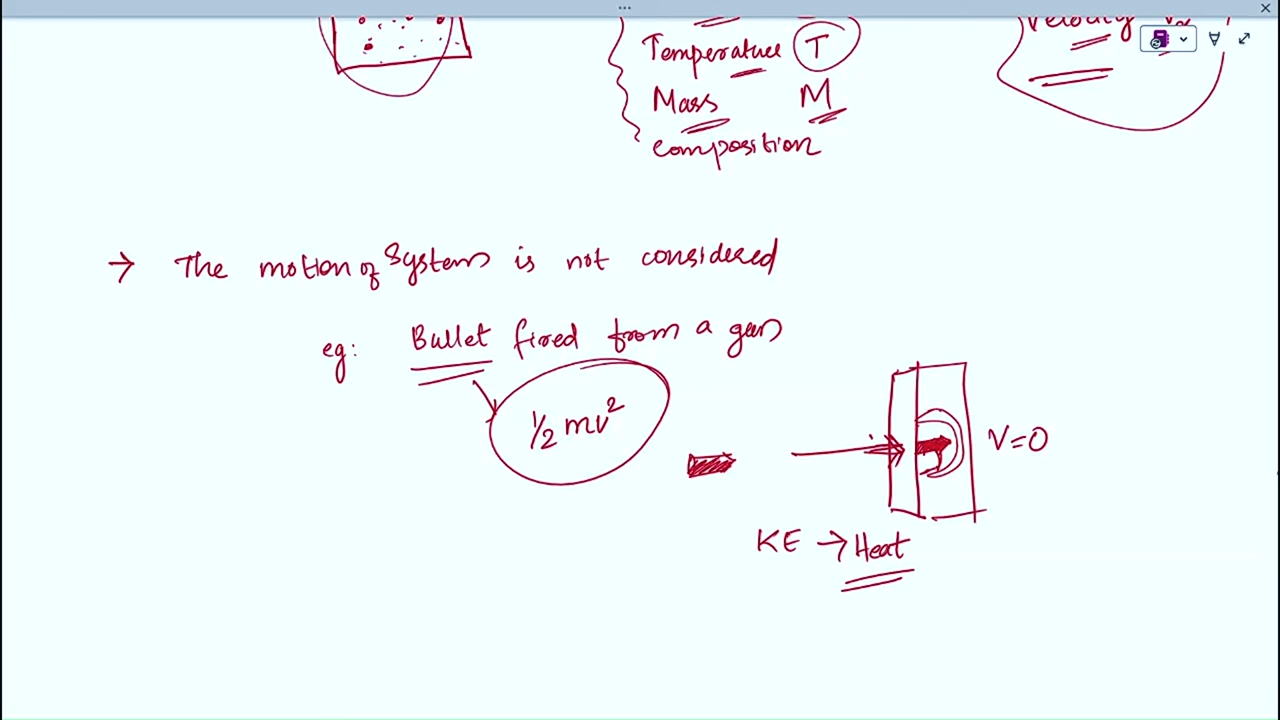 Velocity
Temperature T
Mass M
composition
→ The motion of System is not considered
eg: Bullet fired from a gun
½ mv²
V=0
KE → Heat